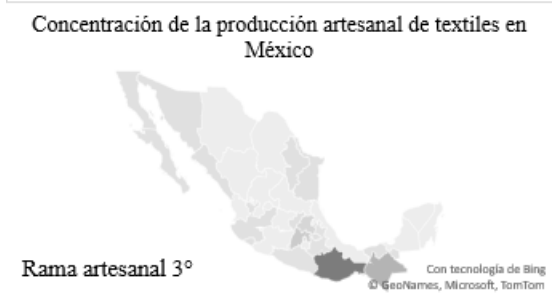 Concentración de la producción artesanal de textiles en
México
Rama artesanal 3°
Con tecnología de Bing
© GeoNames, Microsoft, TomTom